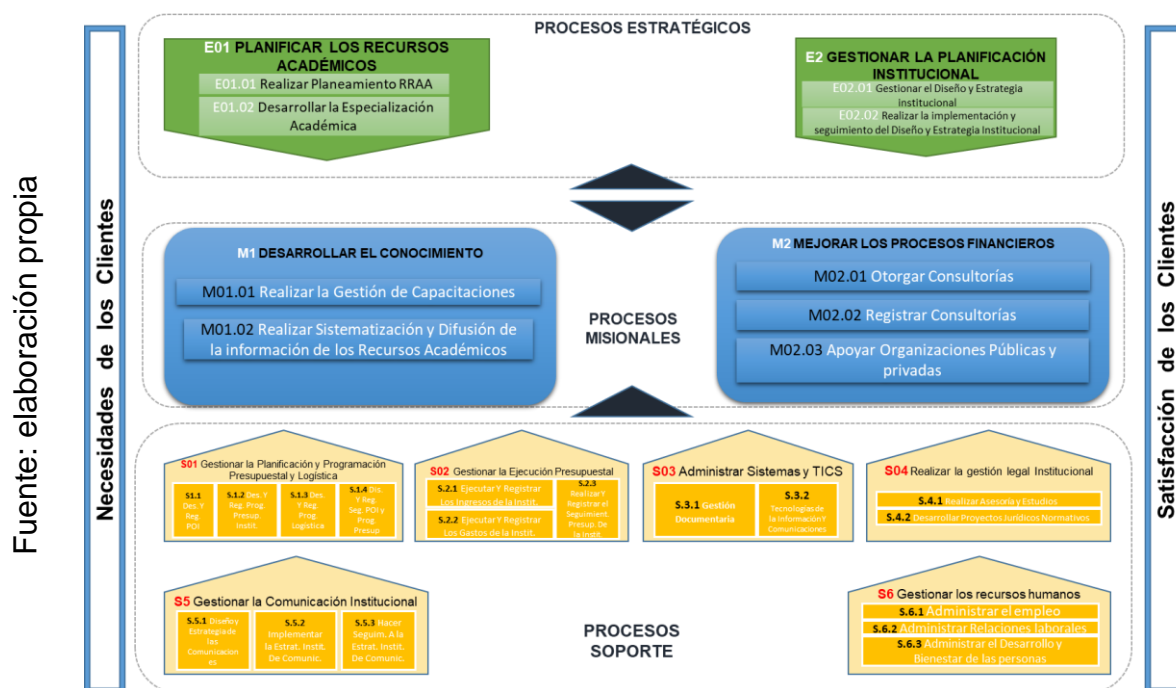 Fuente: elaboración propia
Necesidades de los Clientes
PROCESOS ESTRATÉGICOS
E01 PLANIFICAR LOS RECURSOS
ACADÉMICOS
E01.01 Realizar Planeamiento RRAA
E01.02 Desarrollar la Especialización
Académica
E2 GESTIONAR LA PLANIFICACIÓN
INSTITUCIONAL
E02.01 Gestionar el Diseño y Estrategia
institucional
E02.02 Realizar la implementación y
seguimiento del Diseño y Estrategia Institucional
M1 DESARROLLAR EL CONOCIMIENTO
M01.01 Realizar la Gestión de Capacitaciones
M01.02 Realizar Sistematización y Difusión de
la información de los Recursos Académicos
PROCESOS
MISIONALES
M2 MEJORAR LOS PROCESOS FINANCIEROS
M02.01 Otorgar Consultorías
M02.02 Registrar Consultorías
M02.03 Apoyar Organizaciones Públicas y
privadas
S01 Gestionar la Planificación y Programación
Presupuestal y Logística
S1.1
Des. Y
Reg.
POI
S.1.2 Des. Y
Reg. Prog.
Presup
Instit.
S.1.3 Des.
Y Reg.
Prog.
Logística
S.1.4 Dis.
Y Reg.
Seg. POI y
Prog.
Presup
S02 Gestionar la Ejecución Presupuestal
S.2.1 Ejecutar Y Registrar
Los Ingresos de la Instit.
S.2.2 Ejecutar Y Registrar
Los Gastos de la Instit.
S.2.3
Realizar Y
Registrar el
Seguimient.
Presup. De
la Instit.
S03 Administrar Sistemas y TICS
S.3.1 Gestión
Documentaria
S.3.2
Tecnologías de
la Información Y
Comunicaciones
S04 Realizar la gestión legal Institucional
S.4.1 Realizar Asesoría y Estudios
S.4.2 Desarrollar Proyectos Jurídicos Normativos
S5 Gestionar la Comunicación Institucional
S.5.1 Diseño y
Estrategia de
las
Comunicacion
es
S.5.2
Implementar
la Estrat. Instit.
De Comunic.
S.5.3 Hacer
Seguim. A la
Estrat. Instit.
De Comunic.
PROCESOS
SOPORTE
S6 Gestionar los recursos humanos
S.6.1 Administrar el empleo
S.6.2 Administrar Relaciones laborales
S.6.3 Administrar el Desarrollo y
Bienestar de las personas
Satisfacción de los Clientes